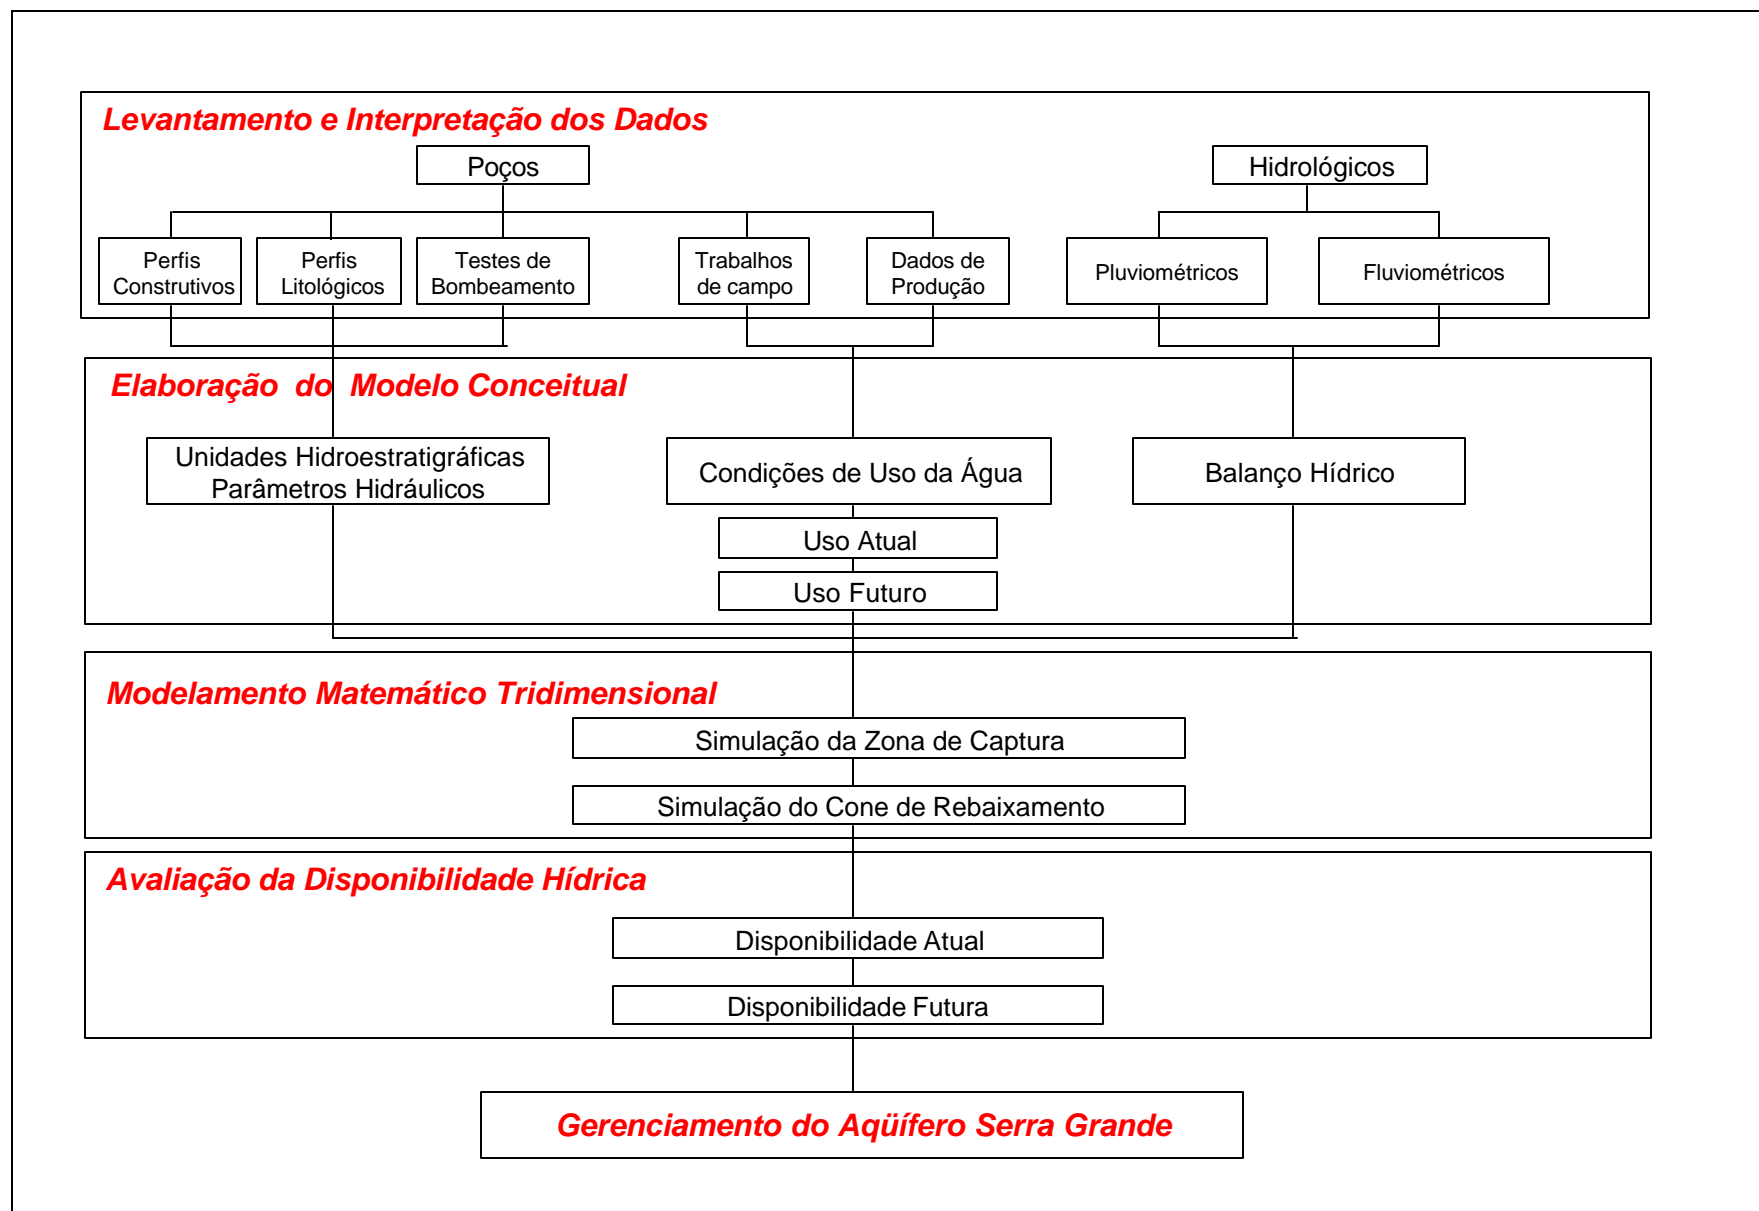 Levantamento e Interpretação dos Dados
Poços
Hidrológicos
Perfis
Construtivos
Perfis
Litológicos
Testes de
Bombeamento
Trabalhos
de campo
Dados de
Produção
Pluviométricos
Fluviométricos
Elaboração do Modelo Conceitual
Unidades Hidroestratigráficas
Parâmetros Hidráulicos
Condições de Uso da Água
Balanço Hídrico
Uso Atual
Uso Futuro
Modelamento Matemático Tridimensional
Simulação da Zona de Captura
Simulação do Cone de Rebaixamento
Avaliação da Disponibilidade Hídrica
Disponibilidade Atual
Disponibilidade Futura
Gerenciamento do Aqüífero Serra Grande